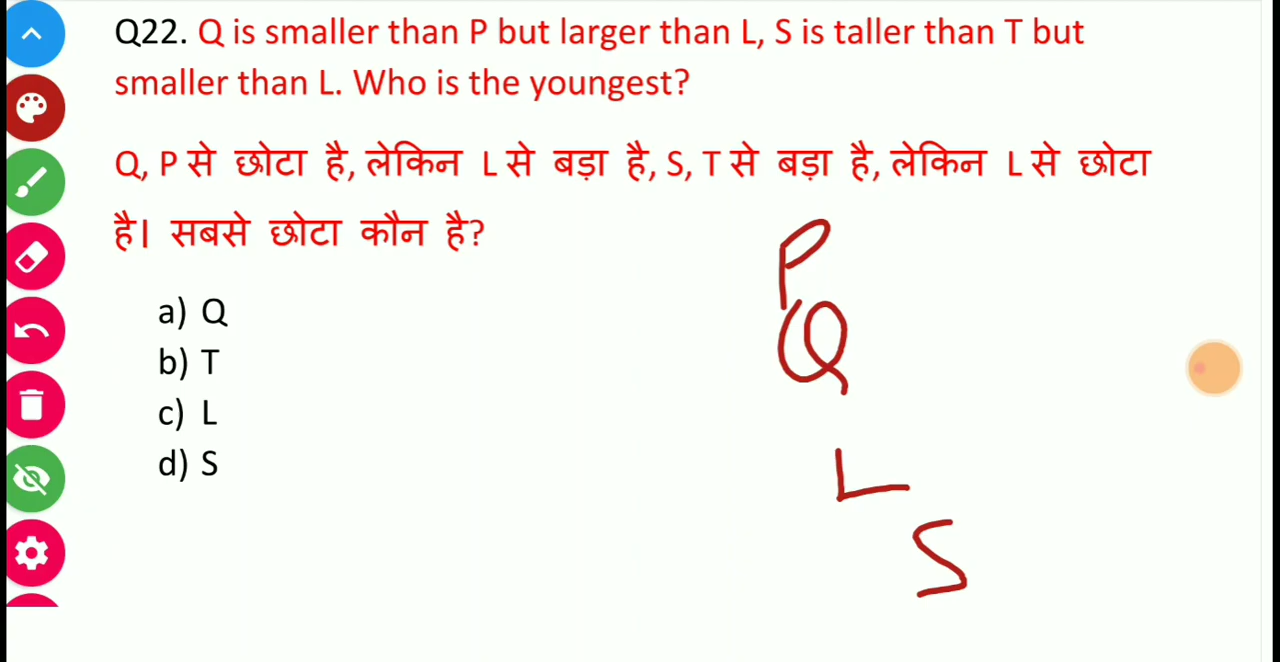 Q22. Q is smaller than P but larger than L, S is taller than T but
smaller than L. Who is the youngest?
Q, P से छोटा है, लेकिन L से बड़ा है, S, T से बड़ा है, लेकिन L से छोटा
है। सबसे छोटा कौन है?
a) Q
b) T
c) L
d) S
P
Q
L
S